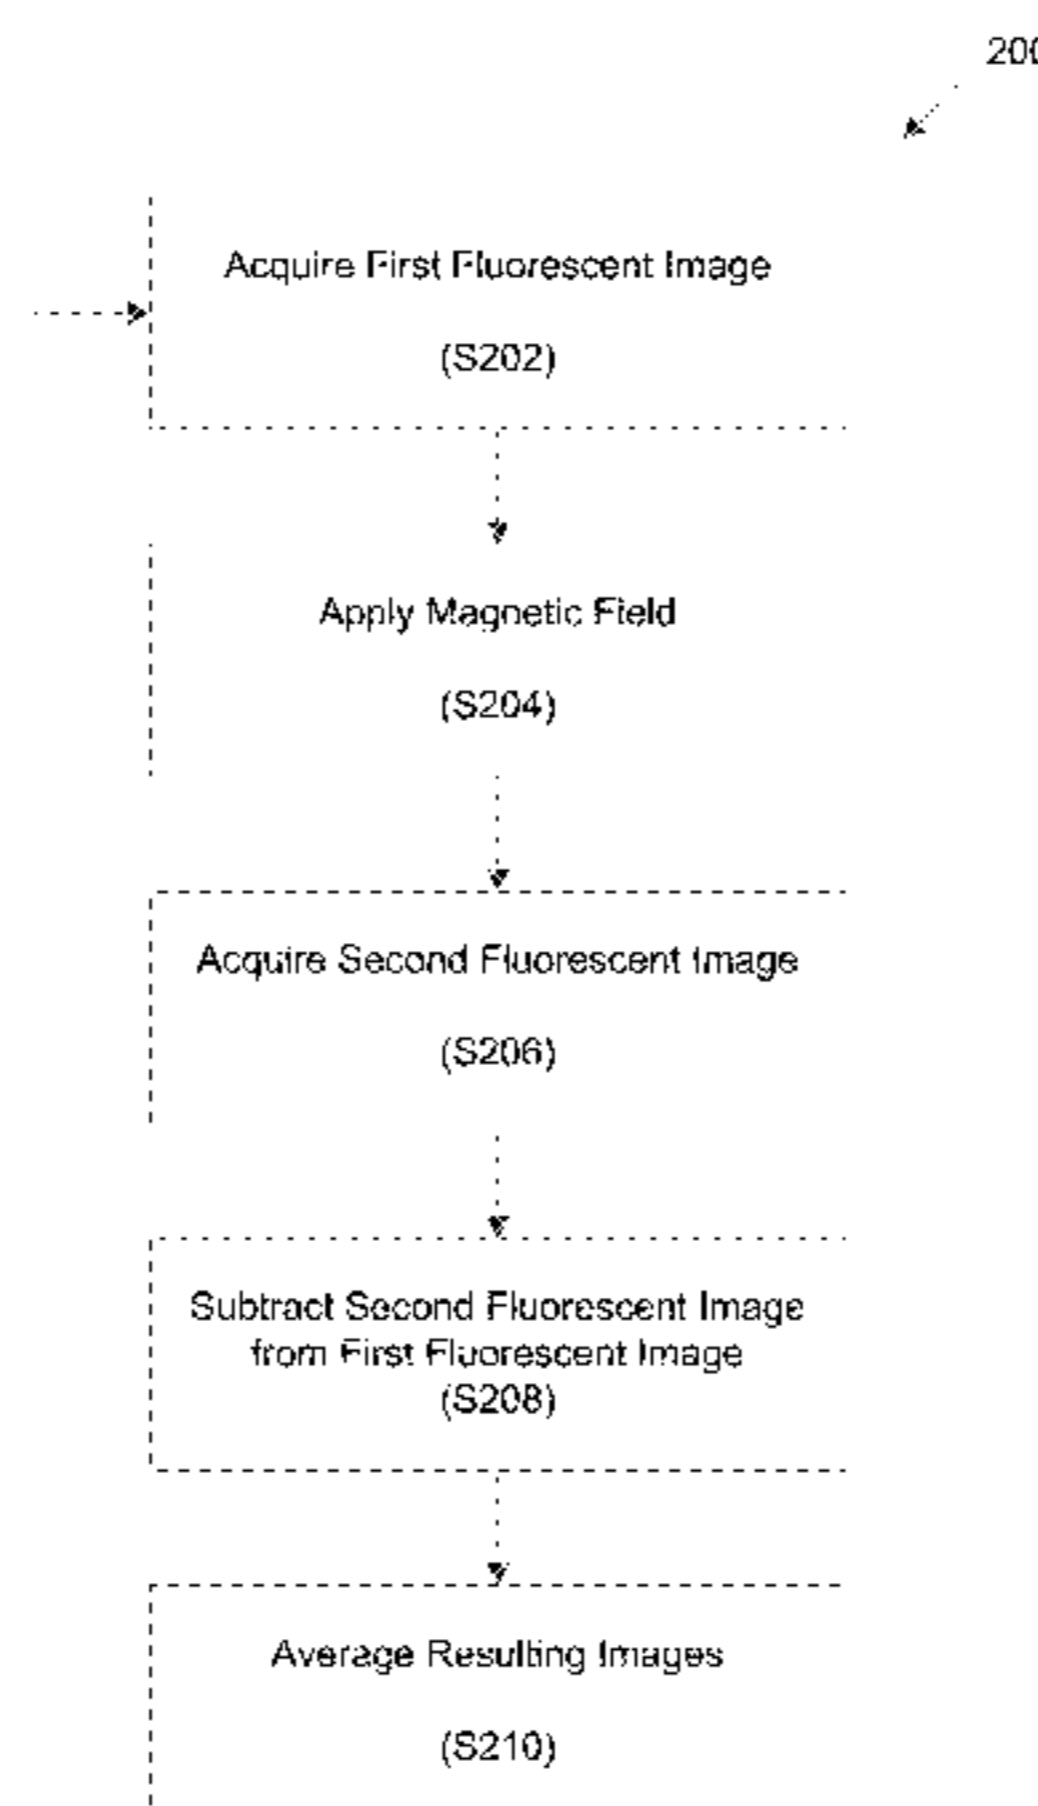 200
Acquire First Fluorescent Image
(S202)
Apply Magnetic Field
(S204)
Acquire Second Fluorescent Image
(S206)
Subtract Second Fluorescent Image
from First Fluorescent Image
(S208)
Average Resulting Images
(S210)